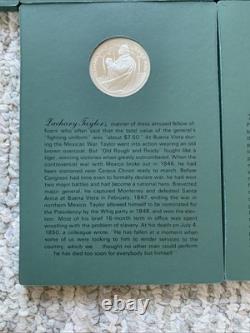 Zachary Taylor's manner of dress amused fellow of-
ficers who often said that the total value of the general's
"fighting uniform" was "about $7.50." At Buena Vista during
the Mexican War Taylor went into action wearing an old
brown overcoat. But "Old Rough and Ready" fought like a
tiger, winning victories when greatly outnumbered. When the
controversy with Mexico broke out in 1846, he had
been stationed near Corpus Christi ready to march. Before
Congress had time even to declare war, he had won
two major battles and had become a national hero. Brevetted
major general, he captured Monterrey and defeated Santa
Anna at Buena Vista in February, 1847, ending the war in
northern Mexico. Taylor allowed himself to be nominated for
the Presidency by the Whig party in 1848, and won the elec-
tion. Most of his brief 16-month term in office was spent
wrestling with the problem of slavery. At his death on July
1850, a colleague wrote: "He has fallen at a moment
when some of us were looking to him to render services to the
country, which we thought no other man could perform
he has died too soon for everybody but himself"
© ebay